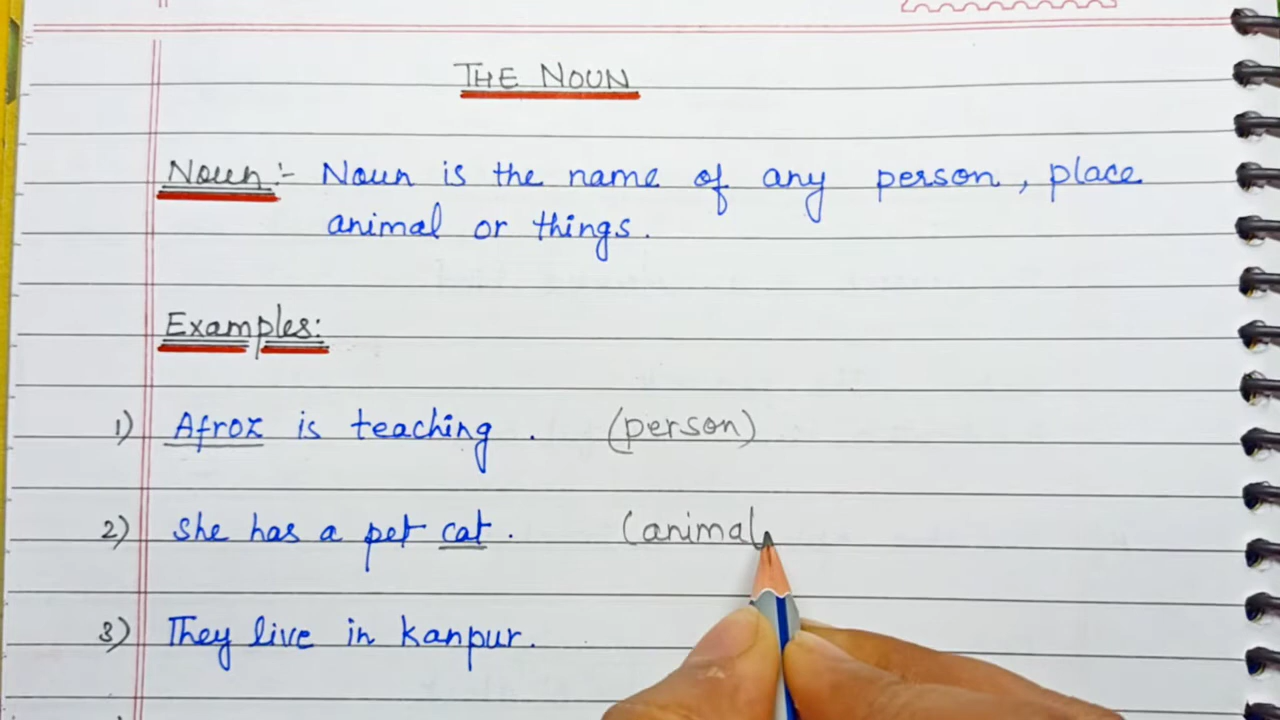 THE NOUN
Noun :- Noun is the name of any person, place
animal or things.
Examples:
1) Afroz is teaching . (person)
2) She has a pet cat . (animal
3) They live in Kanpur.